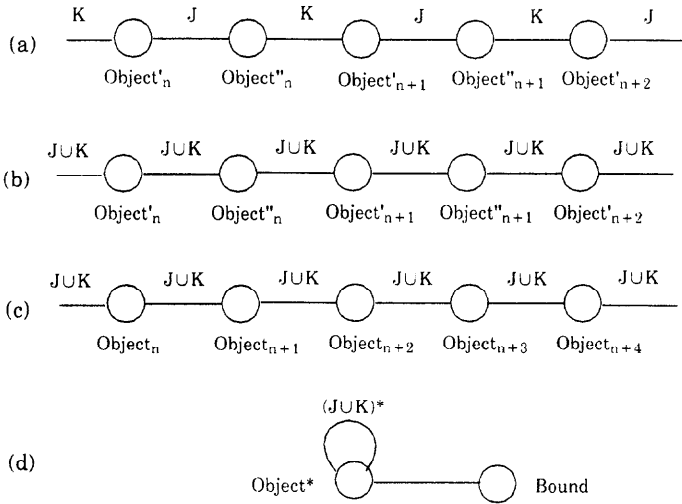 K J K J K J
(a)
Object'n Object"n Object'n+1 Object"n+1 Object'n+2
J∪K J∪K J∪K J∪K J∪K J∪K
(b)
Object'n Object"n Object'n+1 Object"n+1 Object'n+2
J∪K J∪K J∪K J∪K J∪K J∪K
(c)
Objectn Objectn+1 Objectn+2 Objectn+3 Objectn+4
(J∪K)*
(d) Object* Bound